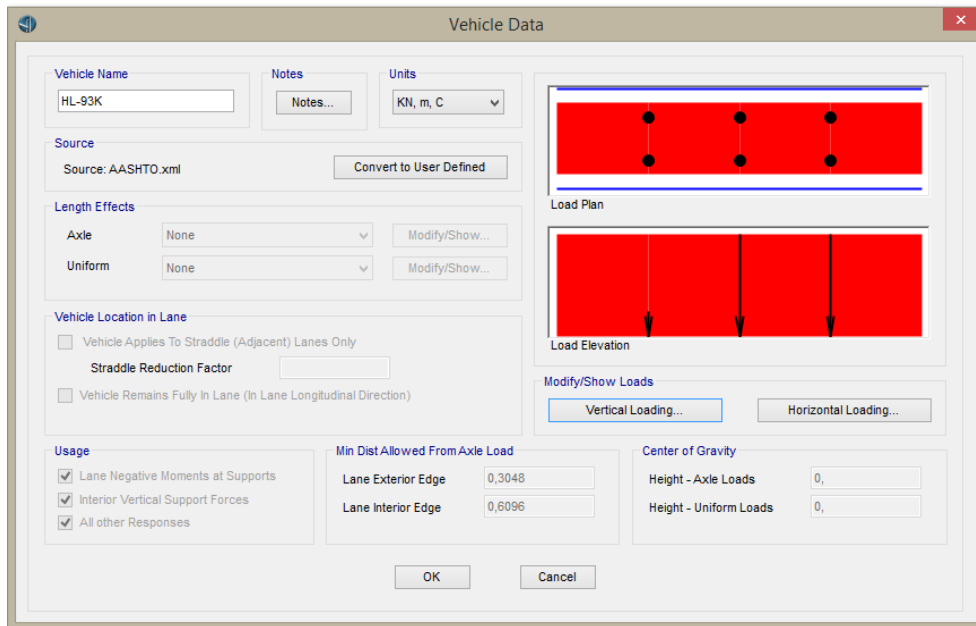 Vehicle Data
Vehicle Name
HL-93K
Notes
Notes...
Units
KN, m, C
Source
Source: AASHTO.xml
Convert to User Defined
Length Effects
Axle
None
Modify/Show...
Uniform
None
Modify/Show...
Vehicle Location in Lane
Vehicle Applies To Straddle (Adjacent) Lanes Only
Straddle Reduction Factor
Vehicle Remains Fully In Lane (In Lane Longitudinal Direction)
Load Plan
Load Elevation
Modify/Show Loads
Vertical Loading...
Horizontal Loading...
Usage
Lane Negative Moments at Supports
Interior Vertical Support Forces
All other Responses
Min Dist Allowed From Axle Load
Lane Exterior Edge
0,3048
Lane Interior Edge
0,6096
Center of Gravity
Height - Axle Loads
0,
Height - Uniform Loads
0,
OK
Cancel